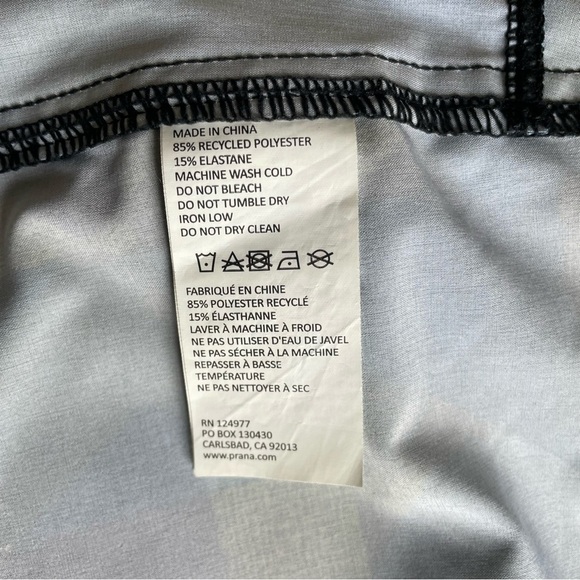 MADE IN CHINA
85% RECYCLED POLYESTER
15% ELASTANE
MACHINE WASH COLD
DO NOT BLEACH
DO NOT TUMBLE DRY
IRON LOW
DO NOT DRY CLEAN
FABRIQUÉ EN CHINE
85% POLYESTER RECYCLÉ
15% ÉLASTHANNE
LAVER À MACHINE À FROID
NE PAS UTILISER D'EAU DE JAVEL
NE PAS SÉCHER À LA MACHINE
REPASSER À BASSE
TEMPÉRATURE
NE PAS NETTOYER À SEC
RN 124977
PO BOX 130430
CARLSBAD, CA 92013
www.prana.com